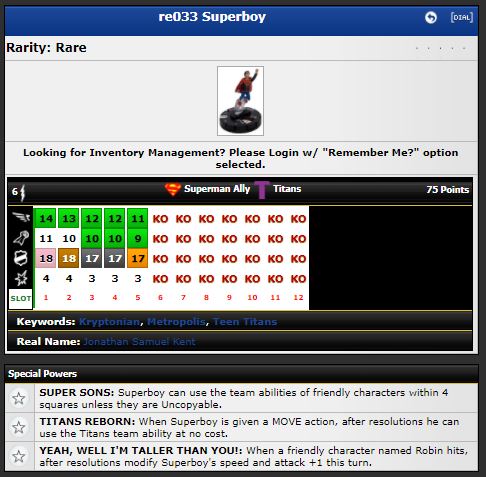 re033 Superboy
[DIAL]
Rarity: Rare
Looking for Inventory Management? Please Login w/ "Remember Me?" option
selected.
6 Superman Ally T Titans 75 Points
14 13 12 12 11 KO KO KO KO KO KO KO
11 10 10 10 9 KO KO KO KO KO KO KO
18 18 17 17 17 KO KO KO KO KO KO KO
4 4 3 3 3 KO KO KO KO KO KO KO
SLOT 1 2 3 4 5 6 7 8 9 10 11 12
Keywords: Kryptonian, Metropolis, Teen Titans
Real Name: Jonathan Samuel Kent
Special Powers
SUPER SONS: Superboy can use the team abilities of friendly characters within 4
squares unless they are Uncopyable.
TITANS REBORN: When Superboy is given a MOVE action, after resolutions he can
use the Titans team ability at no cost.
YEAH, WELL I'M TALLER THAN YOU!: When a friendly character named Robin hits,
after resolutions modify Superboy's speed and attack +1 this turn.